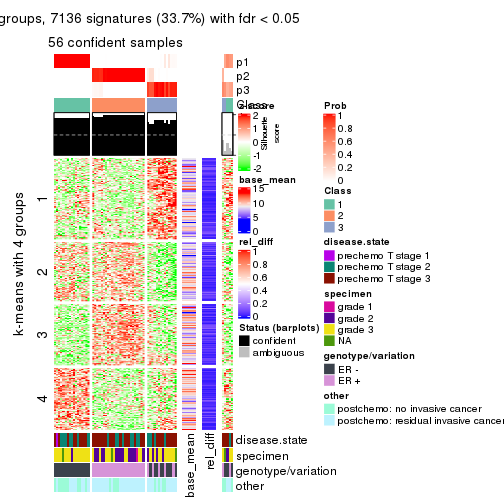 groups, 7136 signatures (33.7%) with fdr < 0.05
56 confident samples
p1
p2
p3
Class
z-score
2
1
0
-1
-2
Silhouette score
base_mean
15
10
5
0
rel_diff
1
0.8
0.6
0.4
0.2
0
Status (barplots)
confident
ambiguous
Prob
1
0.8
0.6
0.4
0.2
0
Class
1
2
3
disease.state
prechemo T stage 1
prechemo T stage 2
prechemo T stage 3
specimen
grade 1
grade 2
grade 3
NA
genotype/variation
ER -
ER +
other
postchemo: no invasive cancer
postchemo: residual invasive cancer
k-means with 4 groups
1
2
3
4
disease.state
specimen
genotype/variation
other
base_mean
rel_diff